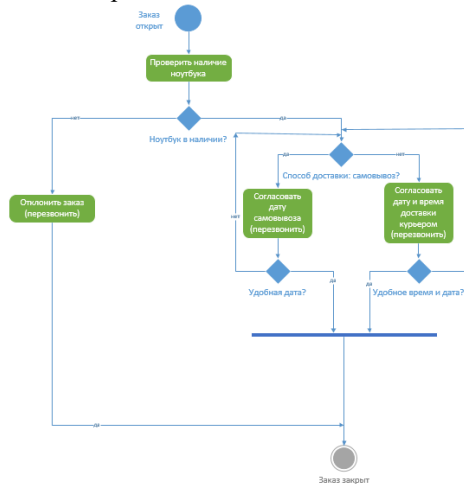 Заказ
открыт
Проверить наличие
ноутбука
нет
да
Ноутбук в наличии?
да
нет
Способ доставки: самовывоз?
Отклонить заказ
(перезвонить)
Согласовать
дату
самовывоза
(перезвонить)
Согласовать
дату и время
доставки
курьером
(перезвонить)
нет
Удобная дата?
Удобное время и дата?
да
да
да
Заказ закрыт